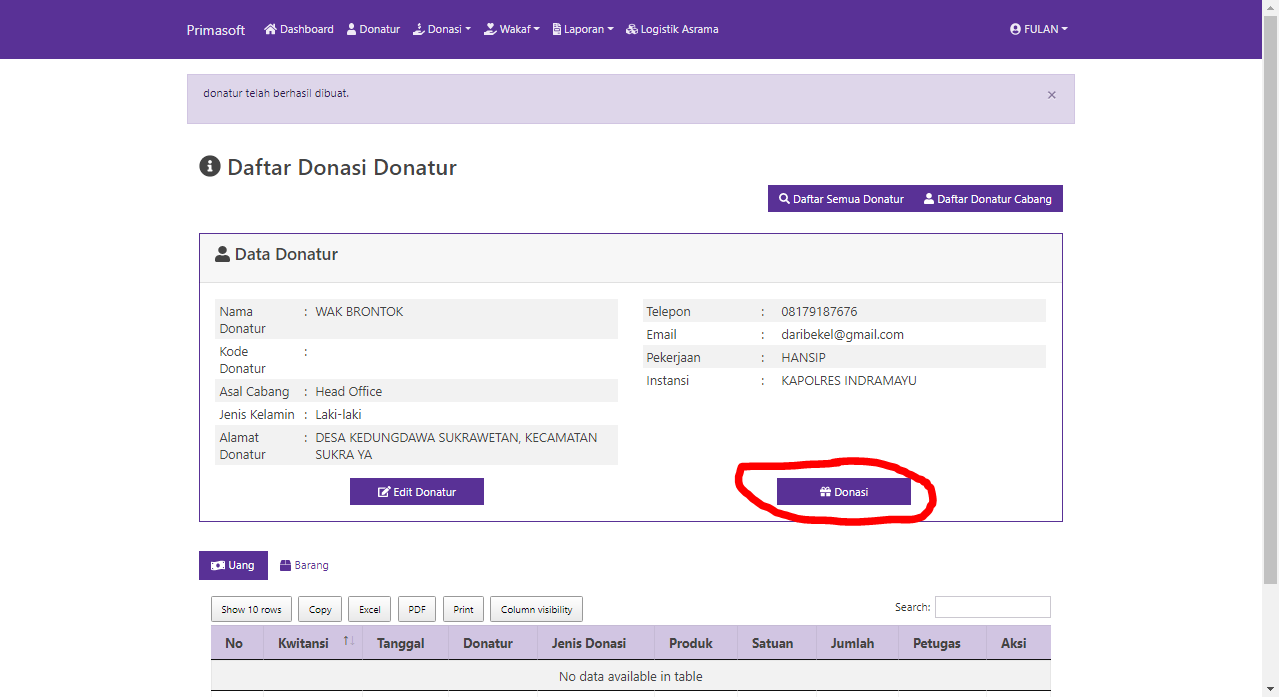 Primasoft Dashboard Donatur Donasi Wakaf Laporan Logistik Asrama FULAN
donatur telah berhasil dibuat. ×
Daftar Donasi Donatur
Daftar Semua Donatur Daftar Donatur Cabang
Data Donatur
Nama Donatur : WAK BRONTOK
Kode Donatur :
Asal Cabang : Head Office
Jenis Kelamin : Laki-laki
Alamat Donatur : DESA KEDUNGDAWA SUKRAWETAN, KECAMATAN
SUKRA YA
Telepon : 08179187676
Email : daribekel@gmail.com
Pekerjaan : HANSIP
Instansi : KAPOLRES INDRAMAYU
Edit Donatur Donasi
Uang Barang
Show 10 rows Copy Excel PDF Print Column visibility Search:
No Kwitansi Tanggal Donatur Jenis Donasi Produk Satuan Jumlah Petugas Aksi
No data available in table